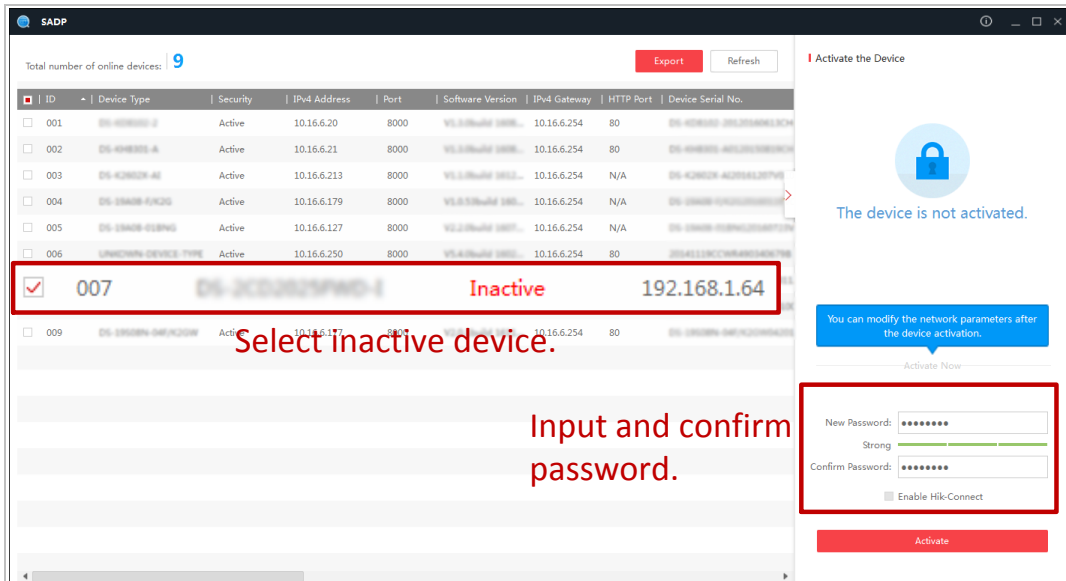 SADP
Total number of online devices: 9
Export
Refresh
ID | Device Type | Security | IPv4 Address | Port | Software Version | IPv4 Gateway | HTTP Port | Device Serial No.
001 Active 10.16.6.20 8000 10.16.6.254 80
002 Active 10.16.6.21 8000 10.16.6.254 80
003 Active 10.16.6.213 8000 10.16.6.254 N/A
004 Active 10.16.6.179 8000 10.16.6.254 N/A
005 Active 10.16.6.127 8000 10.16.6.254 N/A
006 Active 10.16.6.250 8000 10.16.6.254 80
007 Inactive 192.168.1.64
009 Active 8000 10.16.6.254 80
Select inactive device.
Input and confirm
password.
Activate the Device
The device is not activated.
You can modify the network parameters after
the device activation.
Activate Now
New Password:
Strong
Confirm Password:
Enable Hik-Connect
Activate